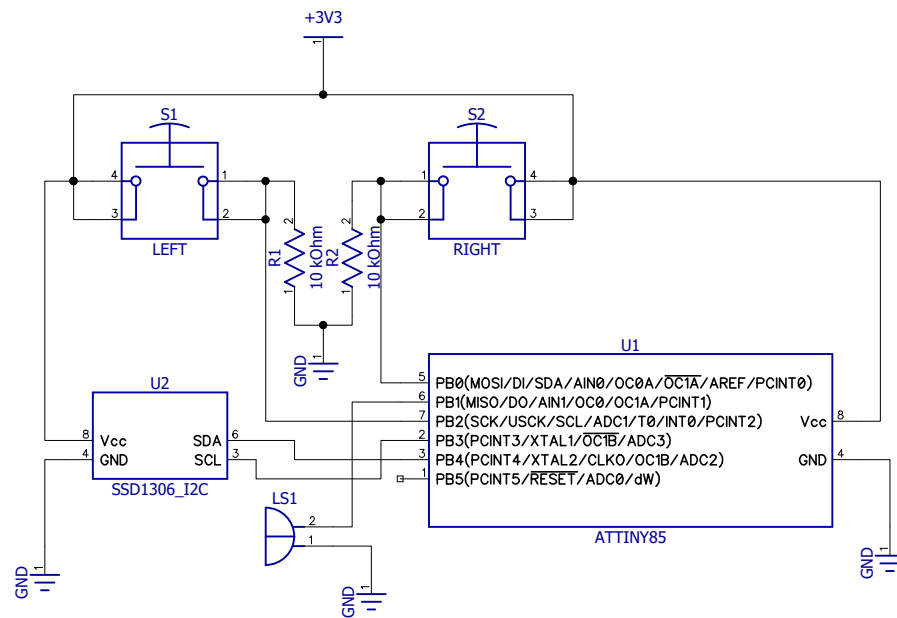 +3V3
1
S1
S2
4
1
3
2
LEFT
1
4
2
3
RIGHT
2
R1
10 kOhm
1
2
R2
10 kOhm
1
1
GND
U1
5 PB0(MOSI/DI/SDA/AIN0/OC0A/OC1A/AREF/PCINT0)
6 PB1(MISO/DO/AIN1/OC0/OC1A/PCINT1)
7 PB2(SCK/USCK/SCL/ADC1/T0/INT0/PCINT2)
2 PB3(PCINT3/XTAL1/OC1B/ADC3)
3 PB4(PCINT4/XTAL2/CLKO/OC1B/ADC2)
1 PB5(PCINT5/RESET/ADC0/dW)
Vcc 8
GND 4
ATTINY85
U2
8 Vcc
4 GND
SDA 6
SCL 3
SSD1306_I2C
LS1
2
1
1
GND
1
GND
1
GND